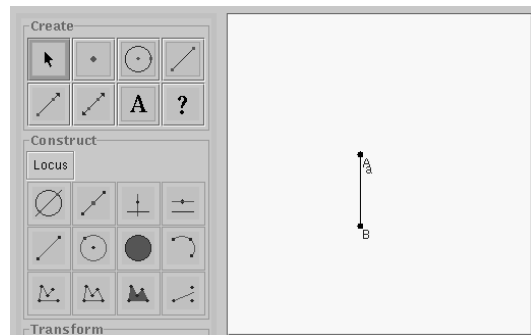 Create
A ?
Construct
Locus
A
a
B
Transform